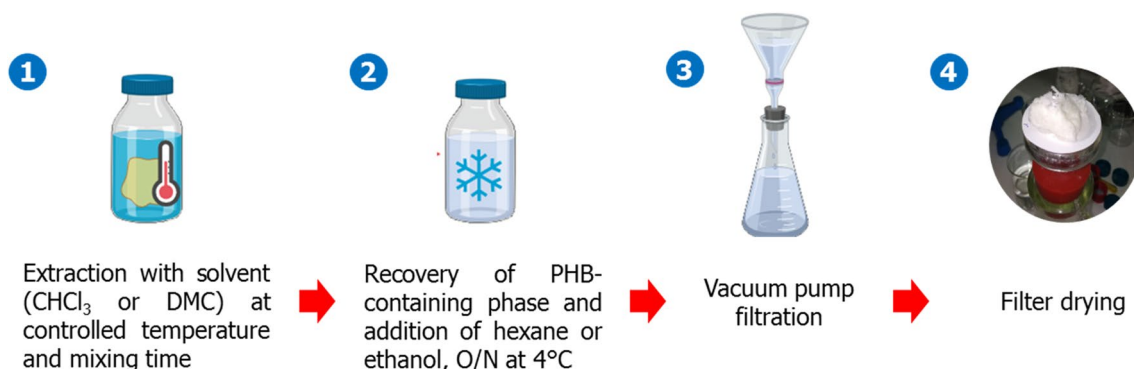 1
Extraction with solvent
(CHCl₃ or DMC) at
controlled temperature
and mixing time
2
Recovery of PHB-
containing phase and
addition of hexane or
ethanol, O/N at 4°C
3
Vacuum pump
filtration
4
Filter drying